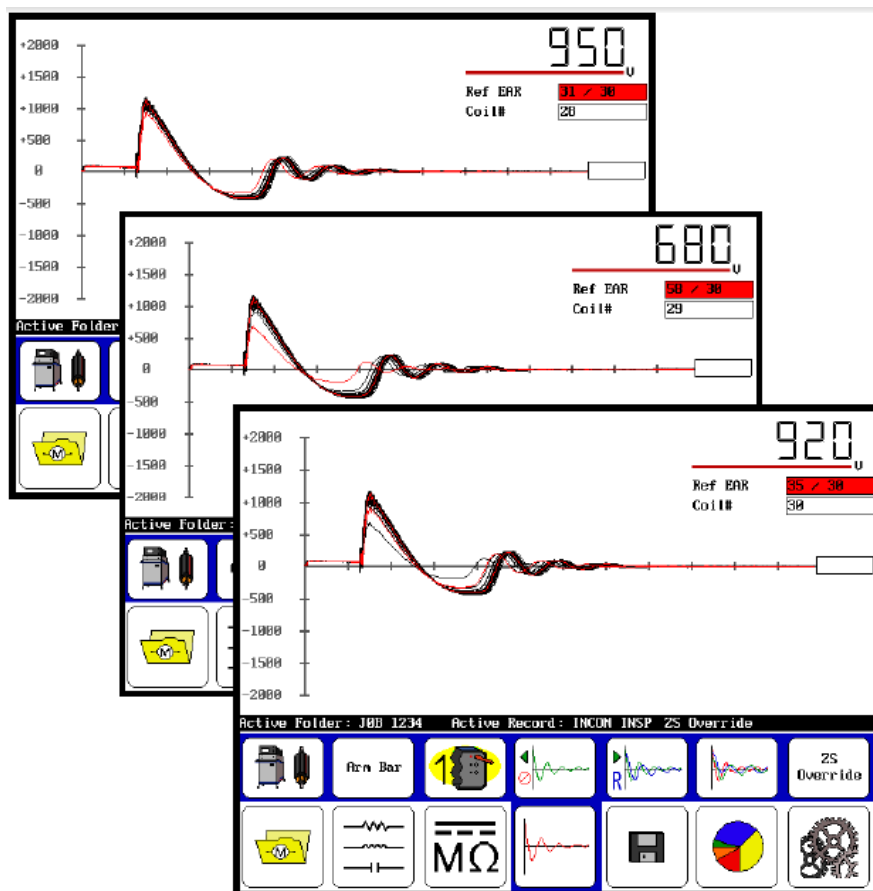 950
V
Ref EAR 31 / 30
Coil# 28
+2000
+1500
+1000
+500
0
-500
-1000
-1500
-2000
Active Folder
M
680
V
Ref EAR 50 / 30
Coil# 29
+2000
+1500
+1000
+500
0
-500
-1000
-1500
-2000
Active Folder:
M
920
V
Ref EAR 35 / 30
Coil# 30
+2000
+1500
+1000
+500
0
-500
-1000
-1500
-2000
Active Folder: J0B 1234 Active Record: INCON INSP 2S Override
Arm Bar
1
R
2S
Override
M
MΩ